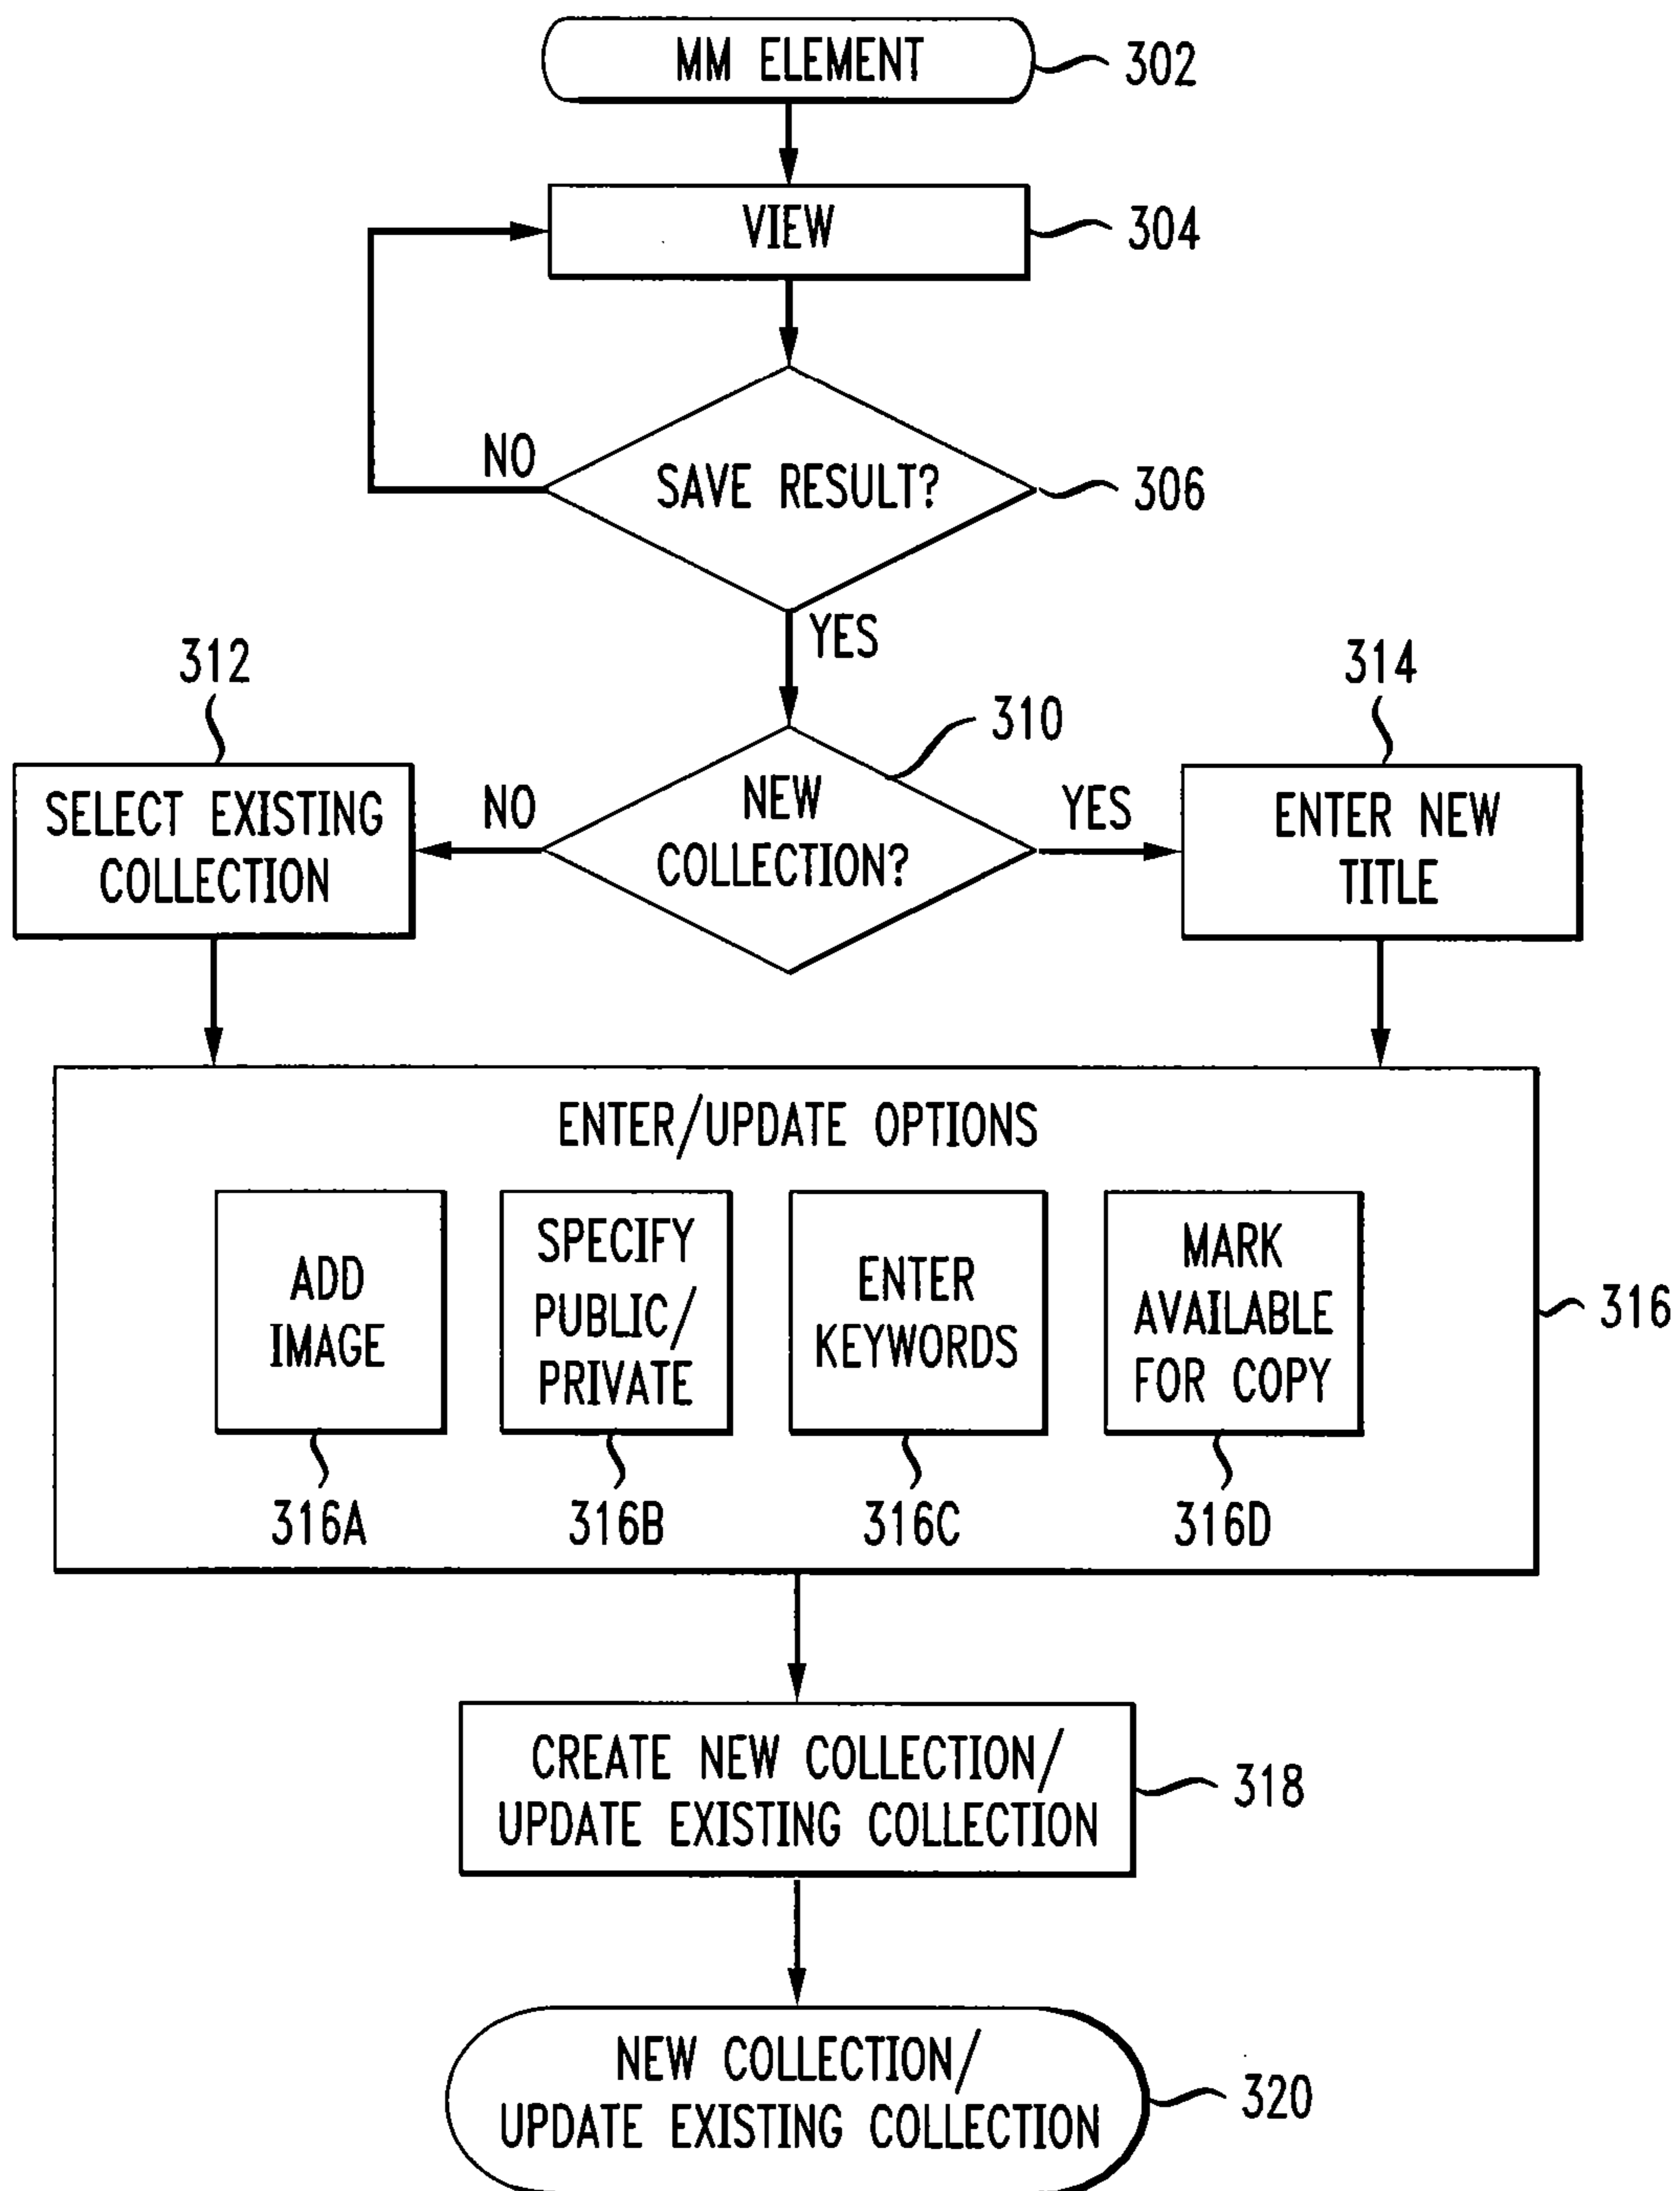 MM ELEMENT
302
VIEW
304
NO
SAVE RESULT?
306
YES
312
314
310
SELECT EXISTING
COLLECTION
NO
NEW
COLLECTION?
YES
ENTER NEW
TITLE
ENTER/UPDATE OPTIONS
ADD
IMAGE
SPECIFY
PUBLIC/
PRIVATE
ENTER
KEYWORDS
MARK
AVAILABLE
FOR COPY
316
316A
316B
316C
316D
CREATE NEW COLLECTION/
UPDATE EXISTING COLLECTION
318
NEW COLLECTION/
UPDATE EXISTING COLLECTION
320